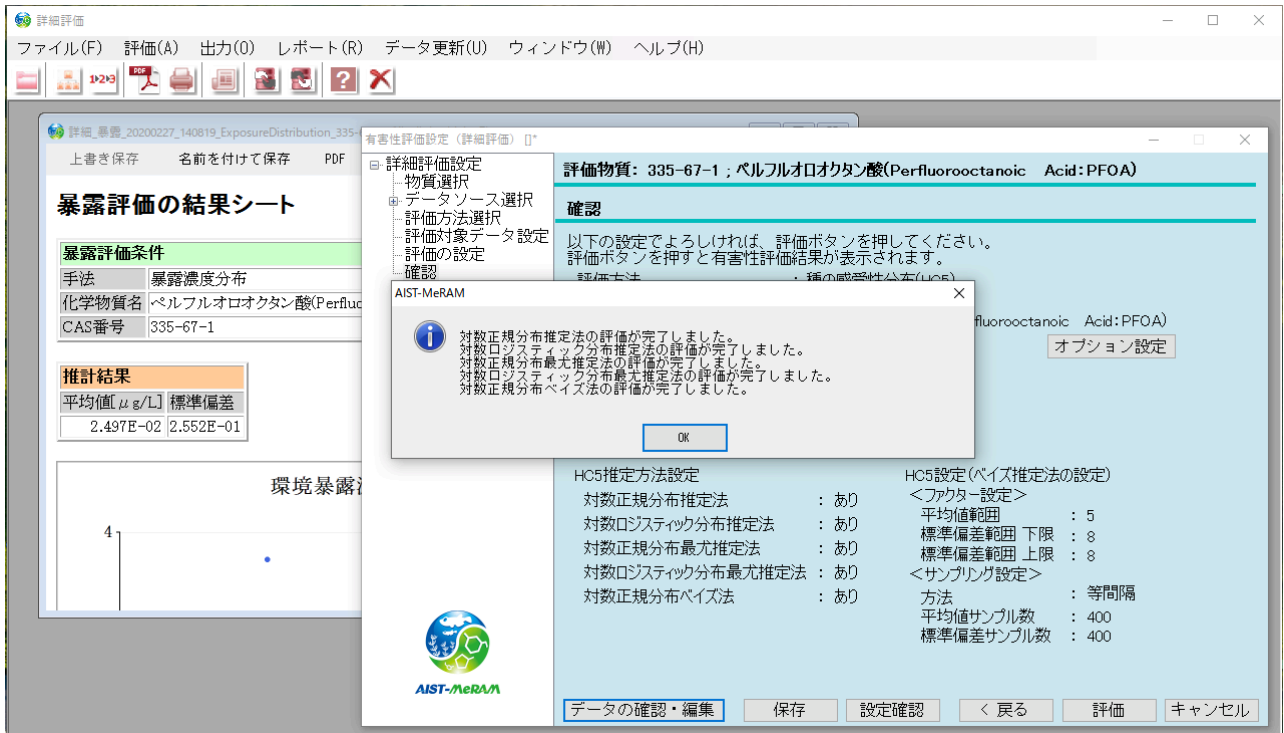 詳細評価
ファイル(F) 評価(A) 出力(O) レポート(R) データ更新(U) ウィンドウ(W) ヘルプ(H)
1▸2▸3 PDF
詳細_暴露_20200227_140819_ExposureDistribution_335-
上書き保存 名前を付けて保存 PDF
暴露評価の結果シート
暴露評価条件
手法 暴露濃度分布
化学物質名 ペルフルオロオクタン酸(Perfluo
CAS番号 335-67-1
推計結果
平均値[μg/L] 標準偏差
2.497E-02 2.552E-01
環境暴露
4
有害性評価設定（詳細評価） []*
詳細評価設定
物質選択
データソース選択
評価方法選択
評価対象データ設定
評価の設定
確認
AIST-MeRAM
評価物質: 335-67-1 ; ペルフルオロオクタン酸(Perfluorooctanoic Acid:PFOA)
確認
以下の設定でよろしければ、評価ボタンを押してください。
評価ボタンを押すと有害性評価結果が表示されます。
評価方法 : 種の感受性分布(HC5)
fluorooctanoic Acid:PFOA)
オプション設定
AIST-MeRAM
対数正規分布推定法の評価が完了しました。
対数ロジスティック分布推定法の評価が完了しました。
対数正規分布最尤推定法の評価が完了しました。
対数ロジスティック分布最尤推定法の評価が完了しました。
対数正規分布ベイズ法の評価が完了しました。
OK
HC5推定方法設定
対数正規分布推定法 : あり
対数ロジスティック分布推定法 : あり
対数正規分布最尤推定法 : あり
対数ロジスティック分布最尤推定法 : あり
対数正規分布ベイズ法 : あり
HC5設定(ベイズ推定法の設定)
＜ファクター設定＞
平均値範囲 : 5
標準偏差範囲 下限 : 8
標準偏差範囲 上限 : 8
＜サンプリング設定＞
方法 : 等間隔
平均値サンプル数 : 400
標準偏差サンプル数 : 400
データの確認・編集 保存 設定確認 < 戻る 評価 キャンセル